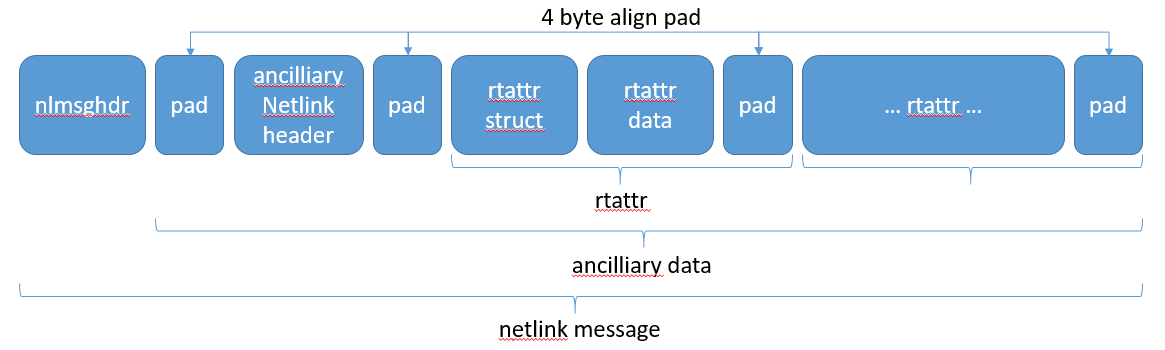 4 byte align pad
nlmsghdr
pad
ancilliary
Netlink
header
pad
rtattr
struct
rtattr
data
pad
... rtattr ...
pad
rtattr
ancilliary data
netlink message